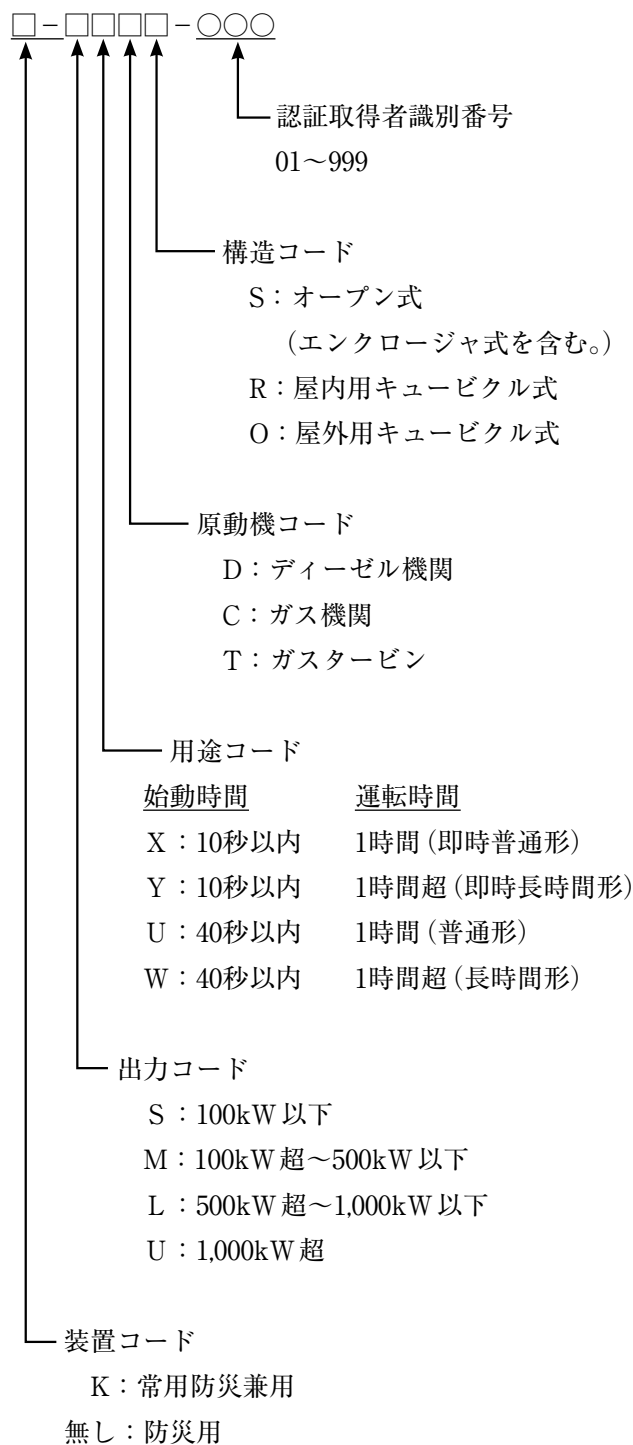 □－□□□□－○○○
認証取得者識別番号
01～999
構造コード
S：オープン式
（エンクロージャ式を含む。）
R：屋内用キュービクル式
O：屋外用キュービクル式
原動機コード
D：ディーゼル機関
C：ガス機関
T：ガスタービン
用途コード
始動時間 運転時間
X：10秒以内 1時間（即時普通形）
Y：10秒以内 1時間超（即時長時間形）
U：40秒以内 1時間（普通形）
W：40秒以内 1時間超（長時間形）
出力コード
S：100kW以下
M：100kW超～500kW以下
L：500kW超～1,000kW以下
U：1,000kW超
装置コード
K：常用防災兼用
無し：防災用